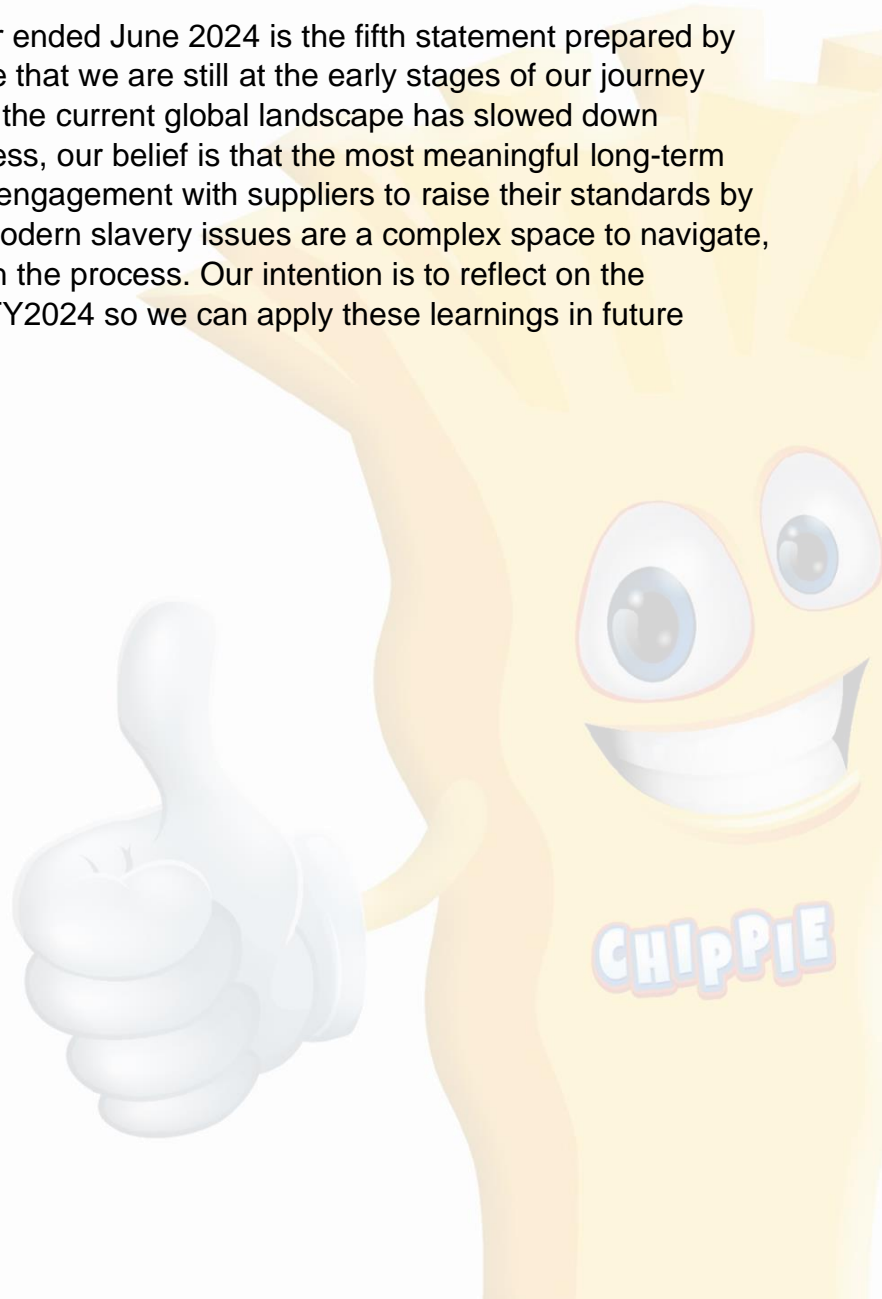 r ended June 2024 is the fifth statement prepared by
e that we are still at the early stages of our journey
the current global landscape has slowed down
ess, our belief is that the most meaningful long-term
engagement with suppliers to raise their standards by
odern slavery issues are a complex space to navigate,
n the process. Our intention is to reflect on the
Y2024 so we can apply these learnings in future
CHIPPIE